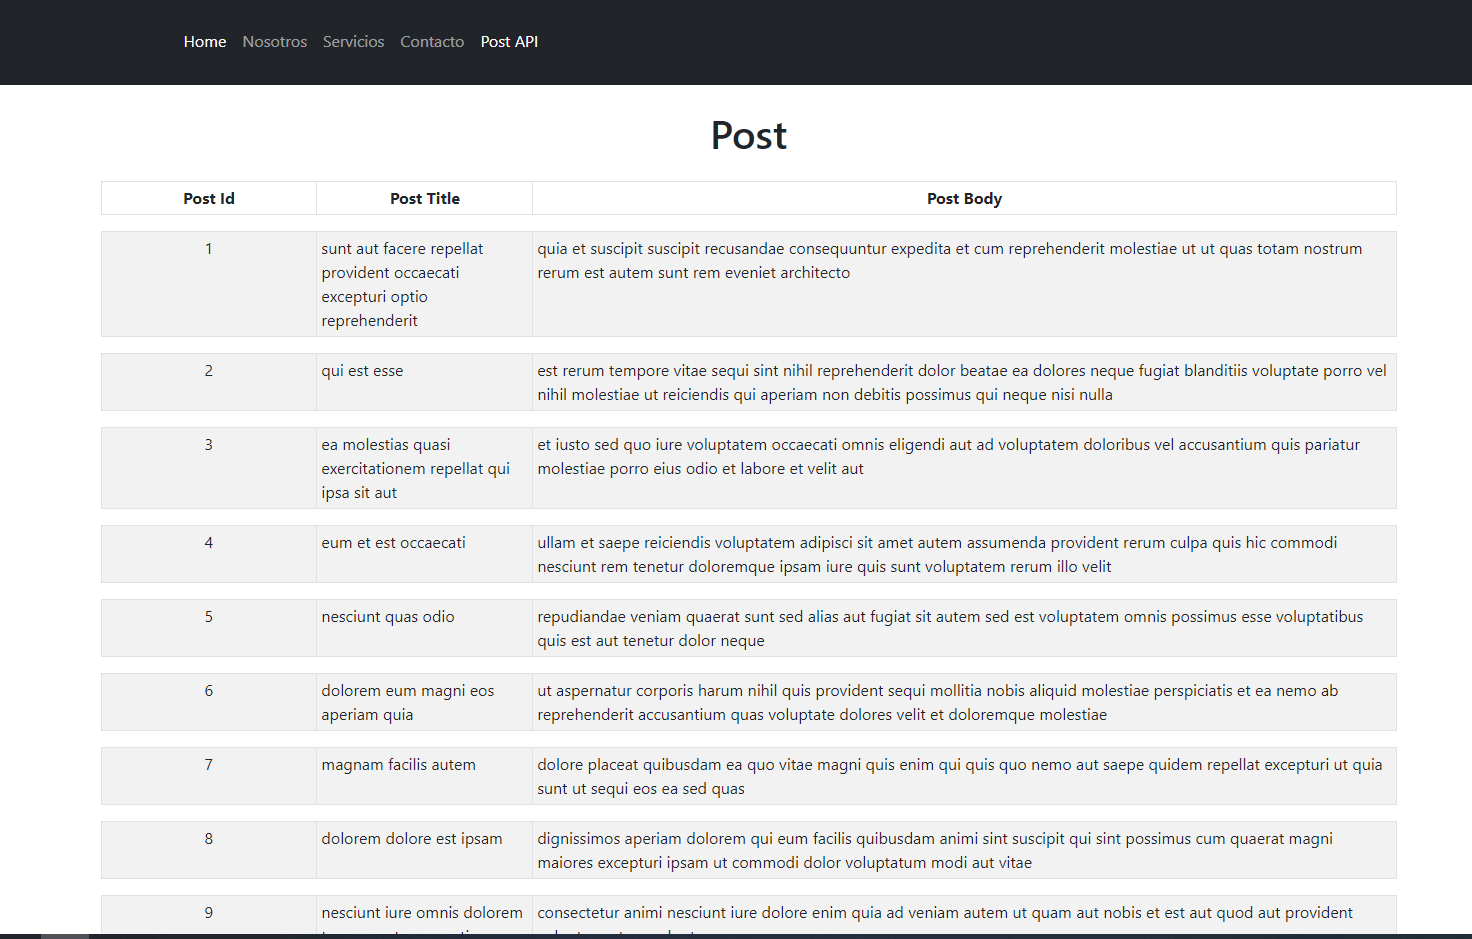 Home Nosotros Servicios Contacto Post API
Post
Post Id Post Title Post Body
1 sunt aut facere repellat quia et suscipit suscipit recusandae consequuntur expedita et cum reprehenderit molestiae ut ut quas totam nostrum
provident occaecati rerum est autem sunt rem eveniet architecto
excepturi optio
reprehenderit
2 qui est esse est rerum tempore vitae sequi sint nihil reprehenderit dolor beatae ea dolores neque fugiat blanditiis voluptate porro vel
nihil molestiae ut reiciendis qui aperiam non debitis possimus qui neque nisi nulla
3 ea molestias quasi et iusto sed quo iure voluptatem occaecati omnis eligendi aut ad voluptatem doloribus vel accusantium quis pariatur
exercitationem repellat qui molestiae porro eius odio et labore et velit aut
ipsa sit aut
4 eum et est occaecati ullam et saepe reiciendis voluptatem adipisci sit amet autem assumenda provident rerum culpa quis hic commodi
nesciunt rem tenetur doloremque ipsam iure quis sunt voluptatem rerum illo velit
5 nesciunt quas odio repudiandae veniam quaerat sunt sed alias aut fugiat sit autem sed est voluptatem omnis possimus esse voluptatibus
quis est aut tenetur dolor neque
6 dolorem eum magni eos ut aspernatur corporis harum nihil quis provident sequi mollitia nobis aliquid molestiae perspiciatis et ea nemo ab
aperiam quia reprehenderit accusantium quas voluptate dolores velit et doloremque molestiae
7 magnam facilis autem dolore placeat quibusdam ea quo vitae magni quis enim qui quis quo nemo aut saepe quidem repellat excepturi ut quia
sunt ut sequi eos ea sed quas
8 dolorem dolore est ipsam dignissimos aperiam dolorem qui eum facilis quibusdam animi sint suscipit qui sint possimus cum quaerat magni
maiores excepturi ipsam ut commodi dolor voluptatum modi aut vitae
9 nesciunt iure omnis dolorem consectetur animi nesciunt iure dolore enim quia ad veniam autem ut quam aut nobis et est aut quod aut provident